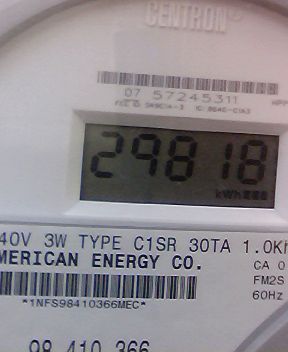 CENTRON®
07 57245311
29818
kWh
40V 3W TYPE C1SR 30TA 1.0K
MERICAN ENERGY CO.
CA 0
FM2S
60Hz
*1NFS98410366MEC*
98 410 366